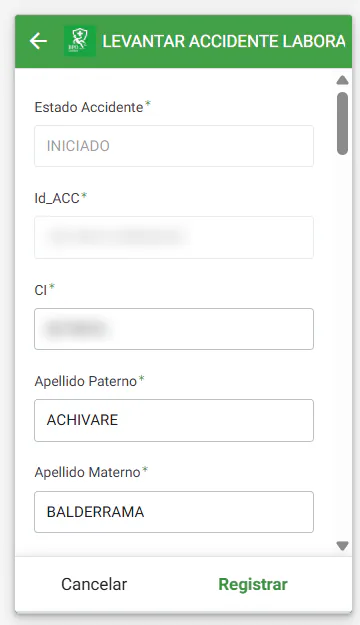 LEVANTAR ACCIDENTE LABORA
Estado Accidente*
INICIADO
Id_ACC*
CI*
Apellido Paterno*
ACHIVARE
Apellido Materno*
BALDERRAMA
Cancelar Registrar